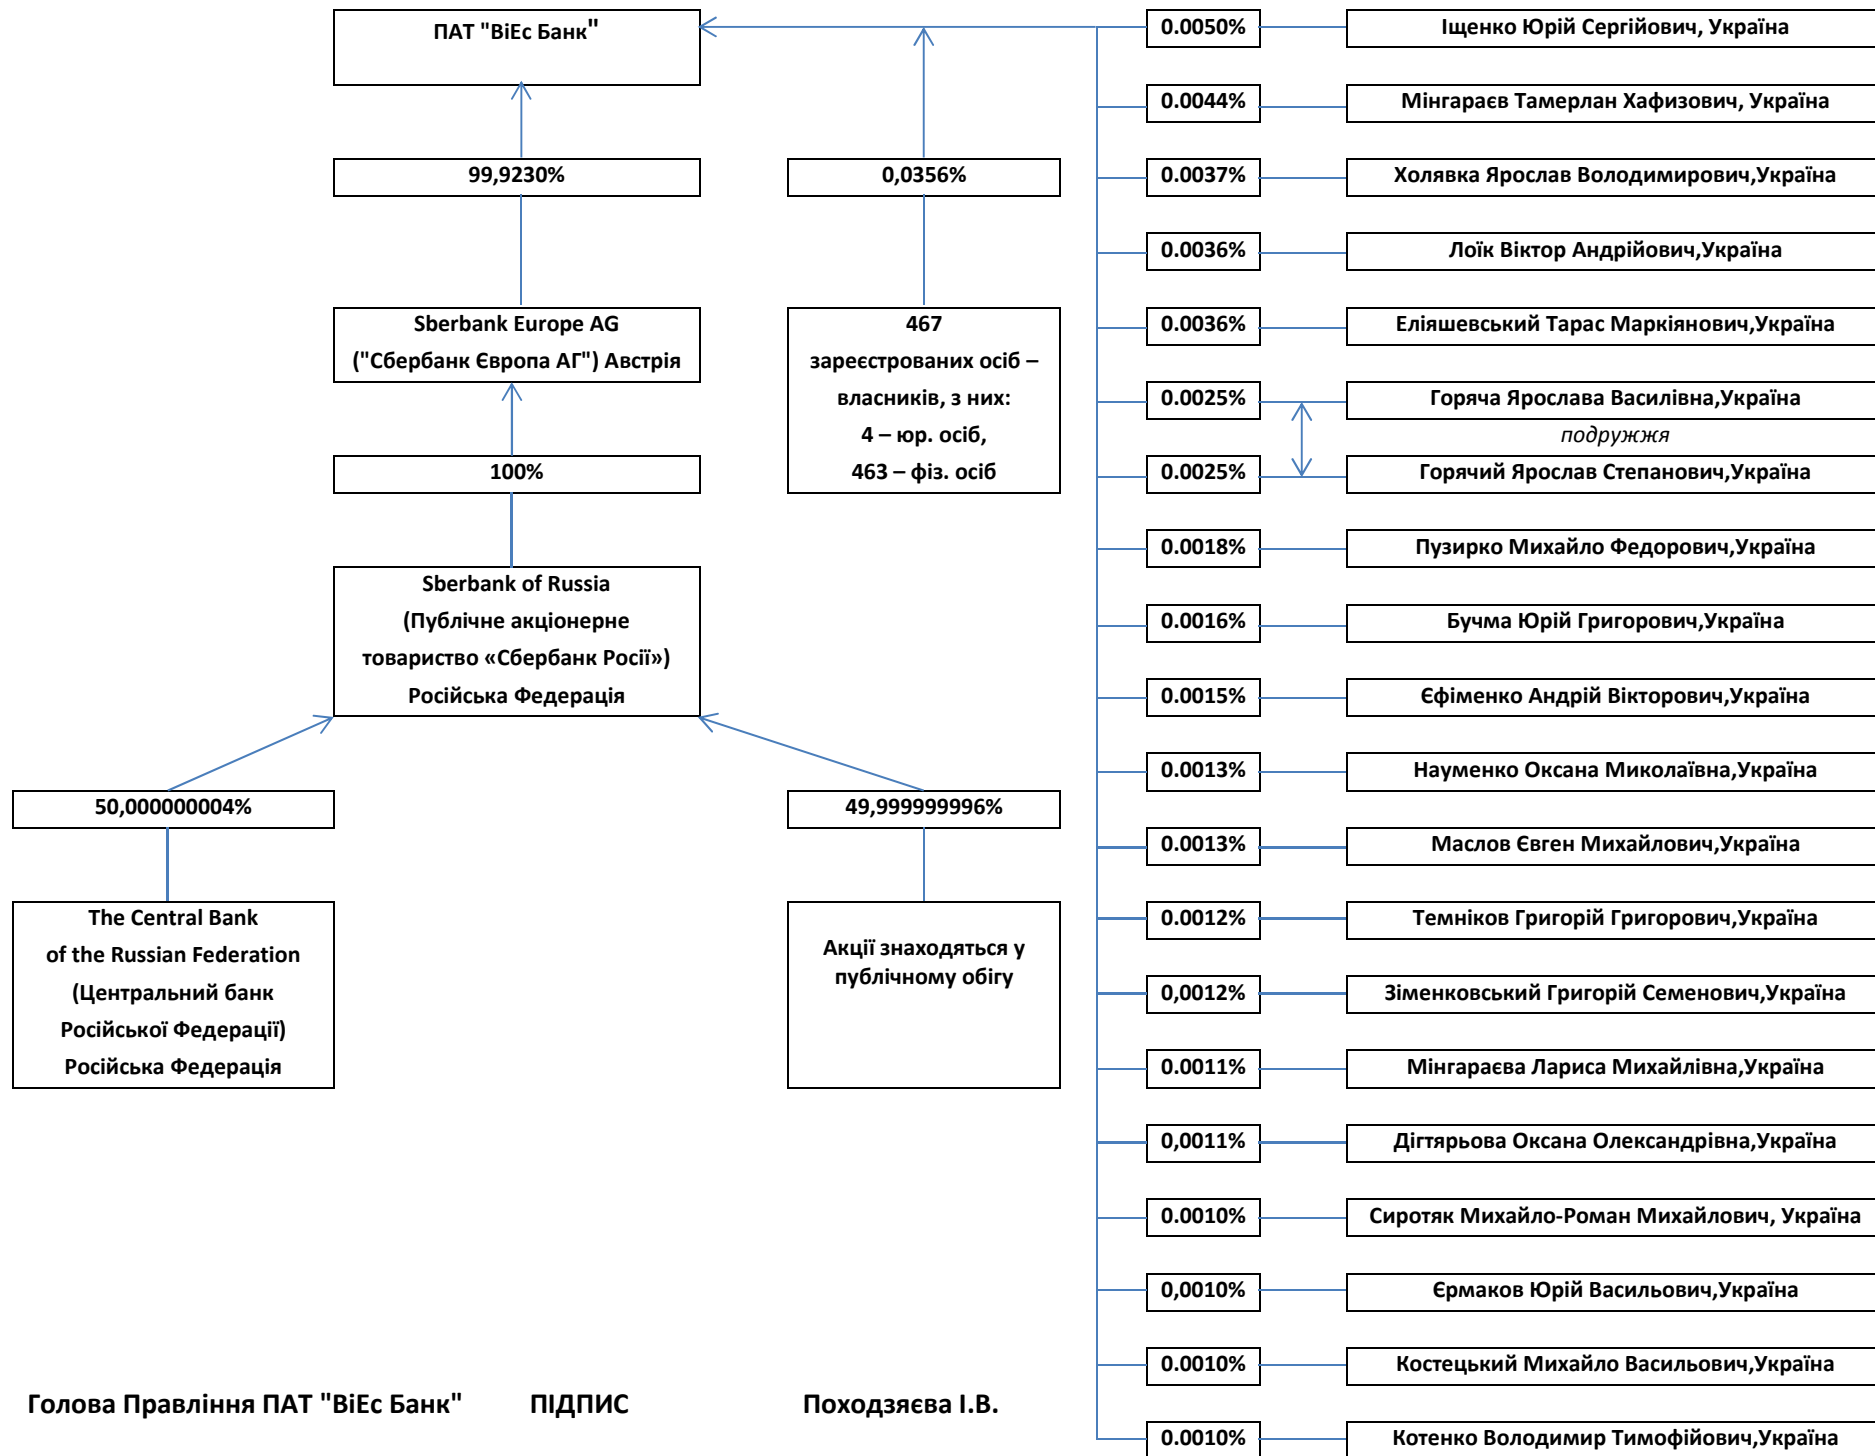 ПАТ "ВіЕс Банк"
99,9230%
Sberbank Europe AG
("Сбербанк Європа АГ") Австрія
100%
Sberbank of Russia
(Публічне акціонерне
товариство «Сбербанк Росії»)
Російська Федерація
50,000000004%
The Central Bank
of the Russian Federation
(Центральний банк
Російської Федерації)
Російська Федерація
0,0356%
467
зареєстрованих осіб –
власників, з них:
4 – юр. осіб,
463 – фіз. осіб
49,999999996%
Акції знаходяться у
публічному обігу
0.0050% Іщенко Юрій Сергійович, Україна
0.0044% Мінгараєв Тамерлан Хафизович, Україна
0.0037% Холявка Ярослав Володимирович,Україна
0.0036% Лоїк Віктор Андрійович,Україна
0.0036% Еліяшевський Тарас Маркіянович,Україна
0.0025% Горяча Ярослава Василівна,Україна
подружжя
0.0025% Горячий Ярослав Степанович,Україна
0.0018% Пузирко Михайло Федорович,Україна
0.0016% Бучма Юрій Григорович,Україна
0.0015% Єфіменко Андрій Вікторович,Україна
0.0013% Науменко Оксана Миколаївна,Україна
0.0013% Маслов Євген Михайлович,Україна
0.0012% Темніков Григорій Григорович,Україна
0,0012% Зіменковський Григорій Семенович,Україна
0.0011% Мінгараєва Лариса Михайлівна,Україна
0,0011% Дігтярьова Оксана Олександрівна,Україна
0.0010% Сиротяк Михайло-Роман Михайлович, Україна
0,0010% Єрмаков Юрій Васильович,Україна
0.0010% Костецький Михайло Васильович,Україна
0.0010% Котенко Володимир Тимофійович,Україна
Голова Правління ПАТ "ВіЕс Банк" ПІДПИС Походзяєва І.В.